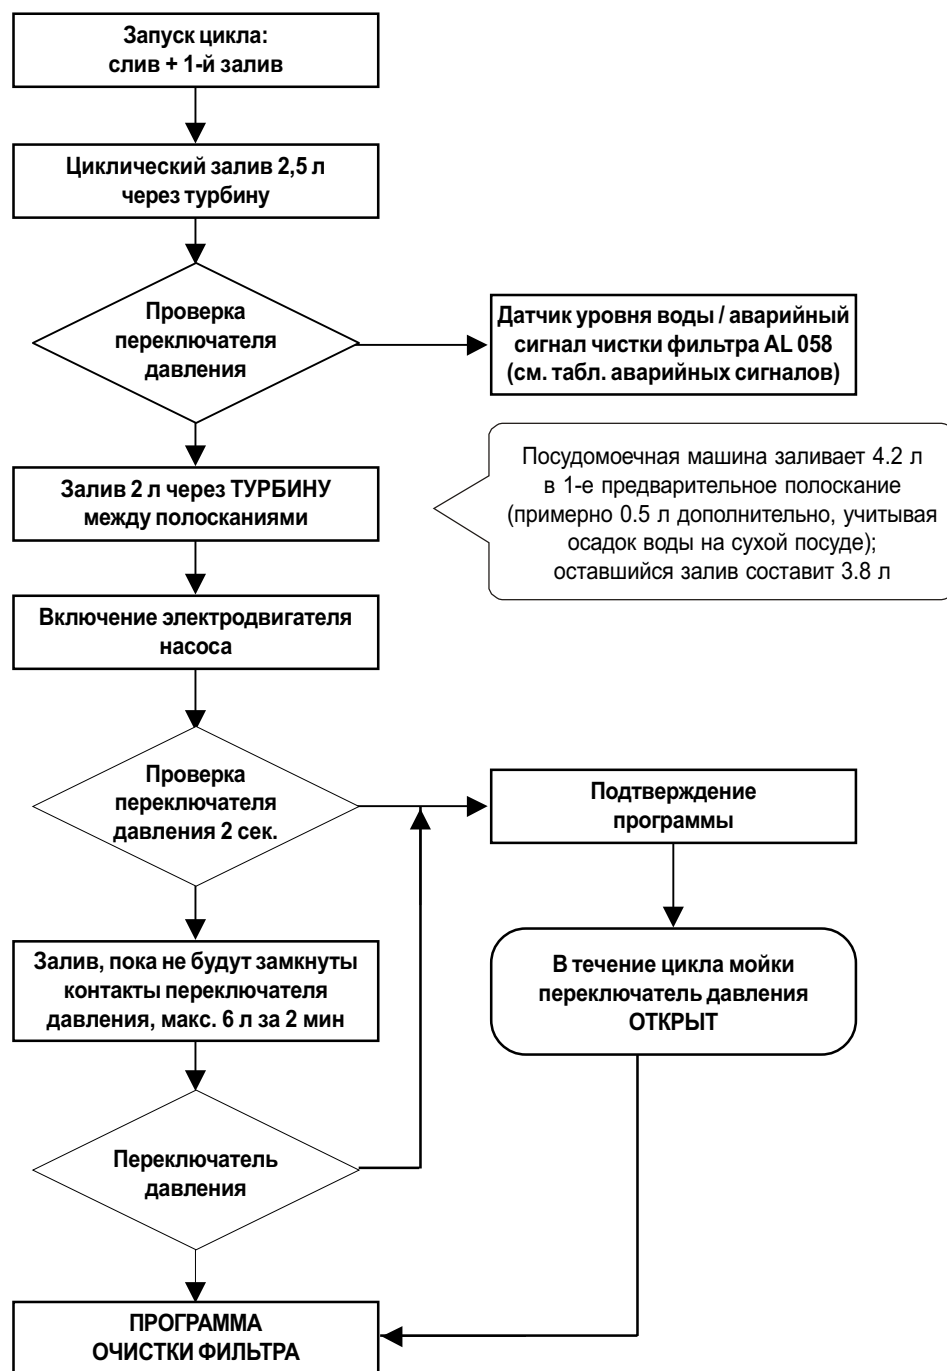 Запуск цикла:
слив + 1-й залив
Циклический залив 2,5 л
через турбину
Проверка
переключателя
давления
Датчик уровня воды / аварийный
сигнал чистки фильтра AL 058
(см. табл. аварийных сигналов)
Посудомоечная машина заливает 4.2 л
в 1-е предварительное полоскание
(примерно 0.5 л дополнительно, учитывая
осадок воды на сухой посуде);
оставшийся залив составит 3.8 л
Залив 2 л через ТУРБИНУ
между полосканиями
Включение электродвигателя
насоса
Проверка
переключателя
давления 2 сек.
Подтверждение
программы
Залив, пока не будут замкнуты
контакты переключателя
давления, макс. 6 л за 2 мин
В течение цикла мойки
переключатель давления
ОТКРЫТ
Переключатель
давления
ПРОГРАММА
ОЧИСТКИ ФИЛЬТРА